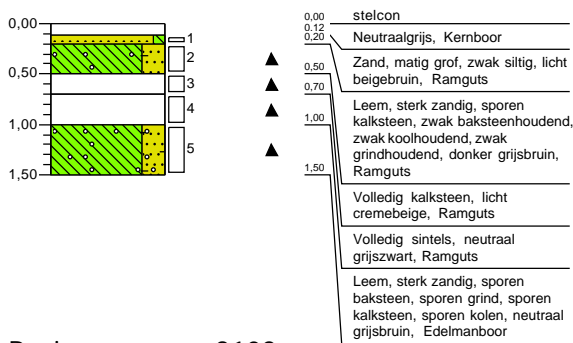 0,00
0,50
1,00
1,50
1
2
3
4
5
0,00
0.12
0,20
0,50
0,70
1,00
1,50
stelcon
Neutraalgrijs, Kernboor
Zand, matig grof, zwak siltig, licht
beigebruin, Ramguts
Leem, sterk zandig, sporen
kalksteen, zwak baksteenhoudend,
zwak koolhoudend, zwak
grindhoudend, donker grijsbruin,
Ramguts
Volledig kalksteen, licht
cremebeige, Ramguts
Volledig sintels, neutraal
grijszwart, Ramguts
Leem, sterk zandig, sporen
baksteen, sporen grind, sporen
kalksteen, sporen kolen, neutraal
grijsbruin, Edelmanboor